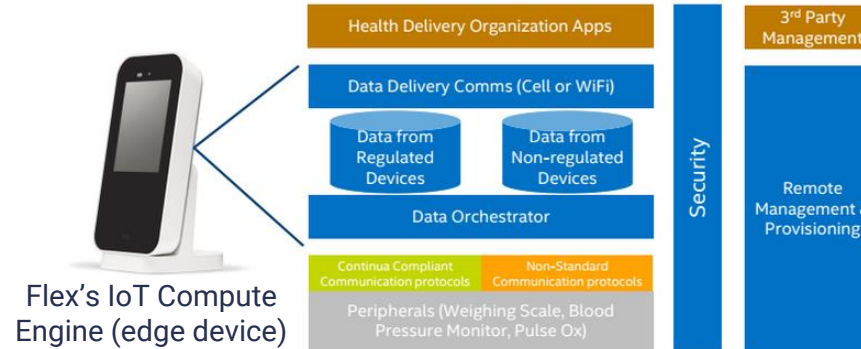 Health Delivery Organization Apps
Data Delivery Comms (Cell or WiFi)
Data from
Regulated
Devices
Data from
Non-regulated
Devices
Data Orchestrator
Continua Compliant
Communication protocols
Non-Standard
Communication protocols
Peripherals (Weighing Scale, Blood
Pressure Monitor, Pulse Ox)
Security
3rd Party
Management
Remote
Management
Provisioning
Flex's IoT Compute
Engine (edge device)